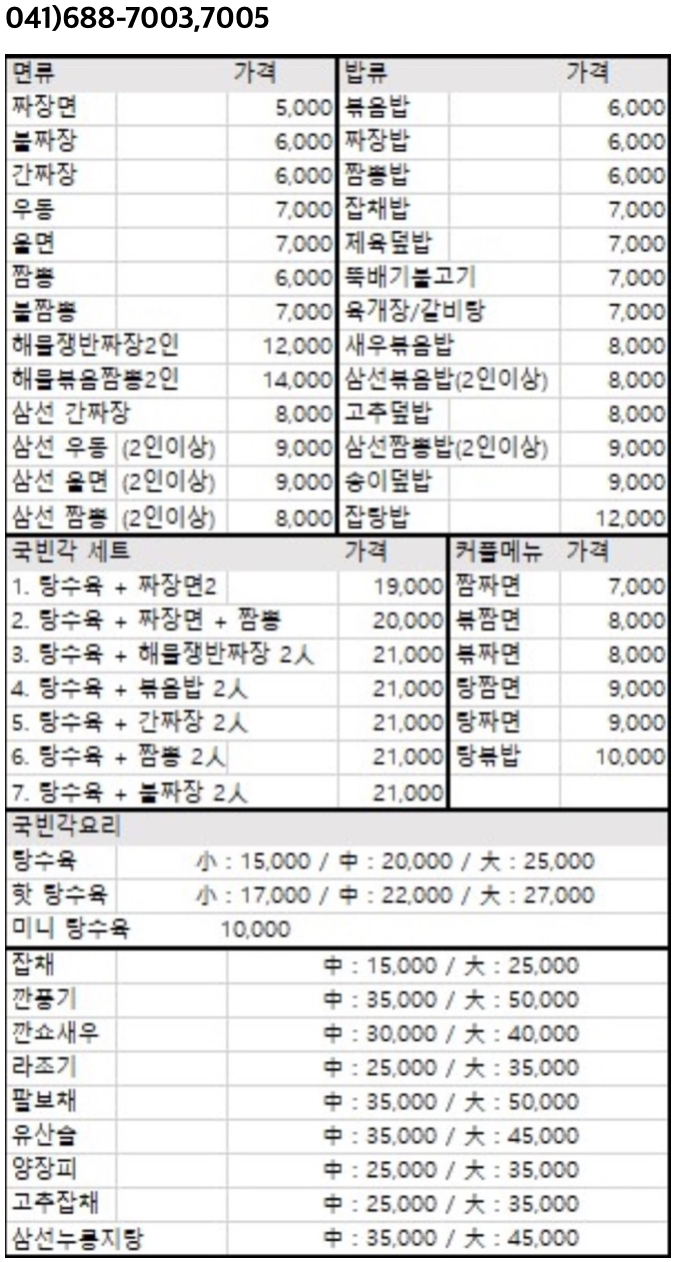 041)688-7003,7005
면류 가격 밥류 가격
짜장면 5,000 볶음밥 6,000
불짜장 6,000 짜장밥 6,000
간짜장 6,000 짬뽕밥 6,000
우동 7,000 잡채밥 7,000
울면 7,000 제육덮밥 7,000
짬뽕 6,000 뚝배기불고기 7,000
불짬뽕 7,000 육개장/갈비탕 7,000
해물쟁반짜장2인 12,000 새우볶음밥 8,000
해물볶음짬뽕2인 14,000 삼선볶음밥(2인이상) 8,000
삼선 간짜장 8,000 고추덮밥 8,000
삼선 우동 (2인이상) 9,000 삼선짬뽕밥(2인이상) 9,000
삼선 울면 (2인이상) 9,000 송이덮밥 9,000
삼선 짬뽕 (2인이상) 8,000 잡탕밥 12,000
국빈각 세트 가격 커플메뉴 가격
1. 탕수육 + 짜장면2 19,000 짬짜면 7,000
2. 탕수육 + 짜장면 + 짬뽕 20,000 볶짬면 8,000
3. 탕수육 + 해물쟁반짜장 2人 21,000 볶짜면 8,000
4. 탕수육 + 볶음밥 2人 21,000 탕짬면 9,000
5. 탕수육 + 간짜장 2人 21,000 탕짜면 9,000
6. 탕수육 + 짬뽕 2人 21,000 탕볶밥 10,000
7. 탕수육 + 불짜장 2人 21,000
국빈각요리
탕수육 小 : 15,000 / 中 : 20,000 / 大 : 25,000
핫 탕수육 小 : 17,000 / 中 : 22,000 / 大 : 27,000
미니 탕수육 10,000
잡채 中 : 15,000 / 大 : 25,000
깐풍기 中 : 35,000 / 大 : 50,000
깐쇼새우 中 : 30,000 / 大 : 40,000
라조기 中 : 25,000 / 大 : 35,000
팔보채 中 : 35,000 / 大 : 50,000
유산슬 中 : 35,000 / 大 : 45,000
양장피 中 : 25,000 / 大 : 35,000
고추잡채 中 : 25,000 / 大 : 35,000
삼선누룽지탕 中 : 35,000 / 大 : 45,000